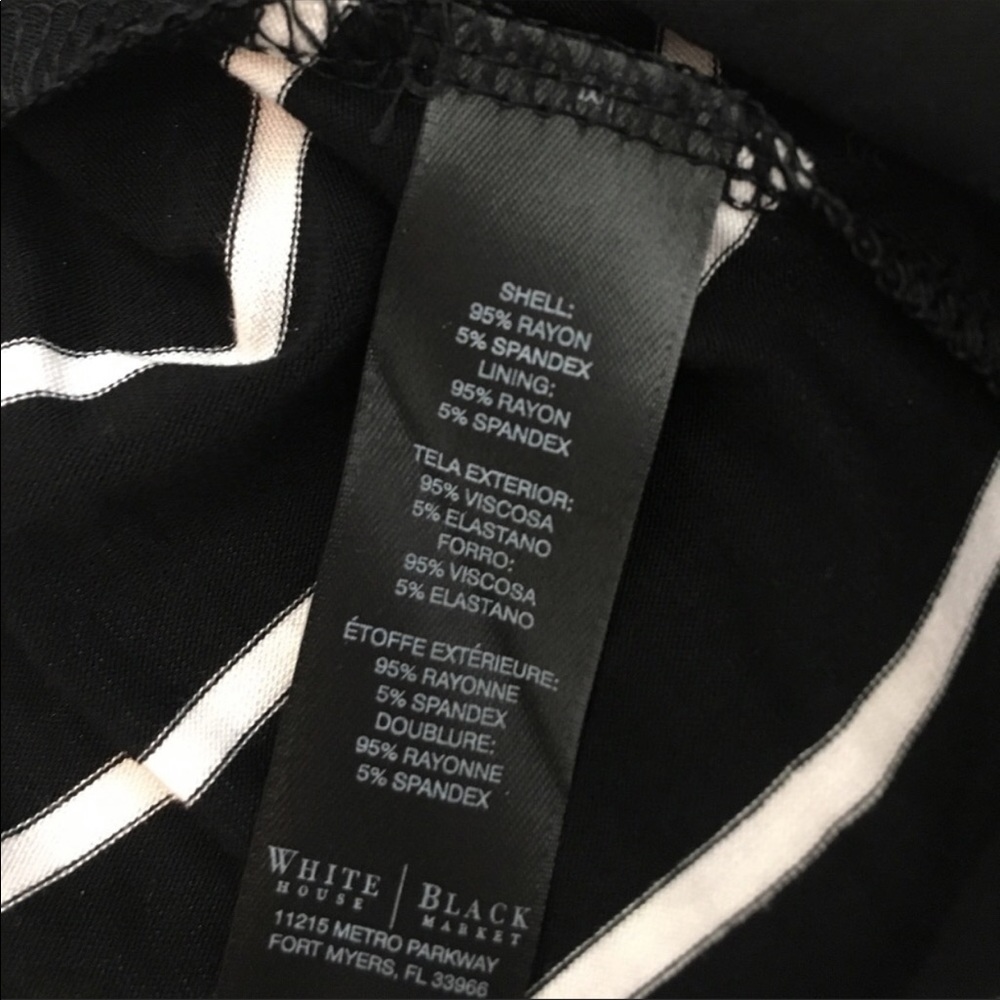 SHELL:
95% RAYON
5% SPANDEX
LINING:
95% RAYON
5% SPANDEX
TELA EXTERIOR:
95% VISCOSA
5% ELASTANO
FORRO:
95% VISCOSA
5% ELASTANO
ÉTOFFE EXTÉRIEURE:
95% RAYONNE
5% SPANDEX
DOUBLURE:
95% RAYONNE
5% SPANDEX
WHITE HOUSE | BLACK MARKET
11215 METRO PARKWAY
FORT MYERS, FL 33966